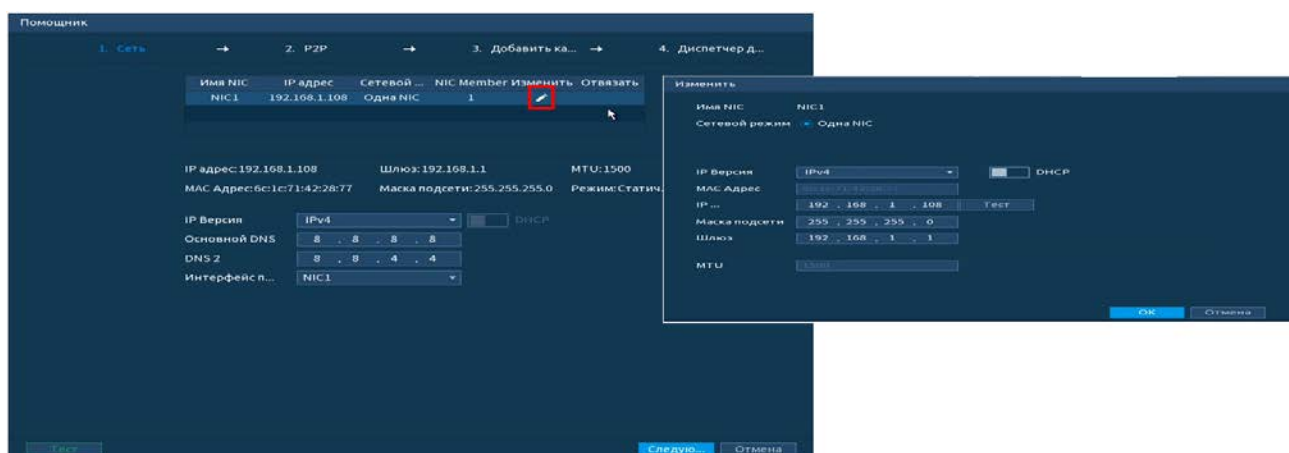 Помощник
1. Сеть → 2. P2P → 3. Добавить ка... → 4. Диспетчер д...
Имя NIC IP адрес Сетевой ... NIC Member Изменить Отвязать
NIC1 192.168.1.108 Одна NIC 1
IP адрес:192.168.1.108 Шлюз:192.168.1.1 MTU:1500
MAC Адрес:6c:1c:71:42:28:77 Маска подсети:255.255.255.0 Режим:Статич.
IP Версия IPv4 DHCP
Основной DNS 8 . 8 . 8 . 8
DNS 2 8 . 8 . 4 . 4
Интерфейс п... NIC1
Тест Следую... Отмена
Изменить
Имя NIC NIC1
Сетевой режим Одна NIC
IP Версия IPv4 DHCP
MAC Адрес
IP ... 192 . 168 . 1 . 108 Тест
Маска подсети 255 . 255 . 255 . 0
Шлюз 192 . 168 . 1 . 1
MTU 1500
OK Отмена